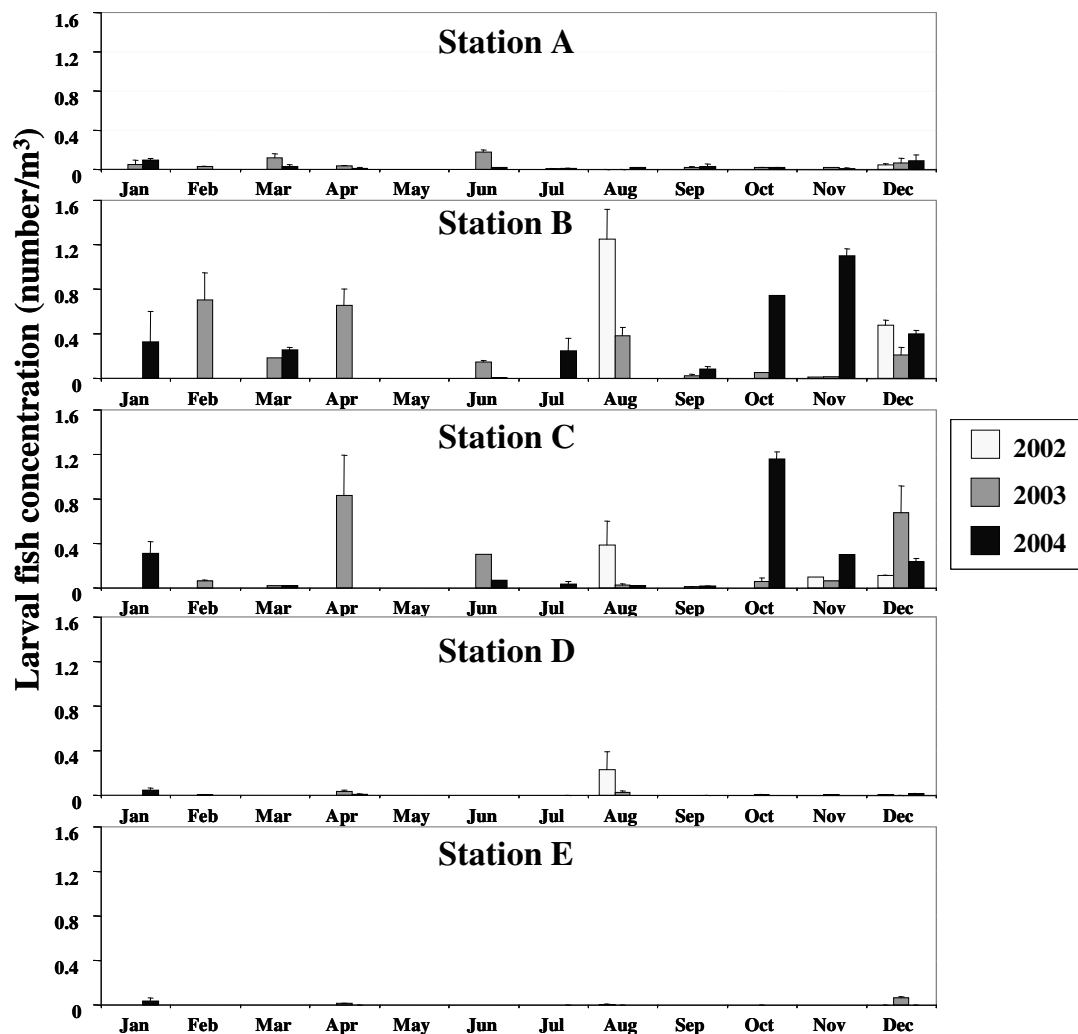 Larval fish concentration (number/m³)
Station A
1.6
1.2
0.8
0.4
0
Jan Feb Mar Apr May Jun Jul Aug Sep Oct Nov Dec
Station B
1.6
1.2
0.8
0.4
0
Jan Feb Mar Apr May Jun Jul Aug Sep Oct Nov Dec
Station C
1.6
1.2
0.8
0.4
0
Jan Feb Mar Apr May Jun Jul Aug Sep Oct Nov Dec
Station D
1.6
1.2
0.8
0.4
0
Jan Feb Mar Apr May Jun Jul Aug Sep Oct Nov Dec
Station E
1.6
1.2
0.8
0.4
0
Jan Feb Mar Apr May Jun Jul Aug Sep Oct Nov Dec
2002
2003
2004